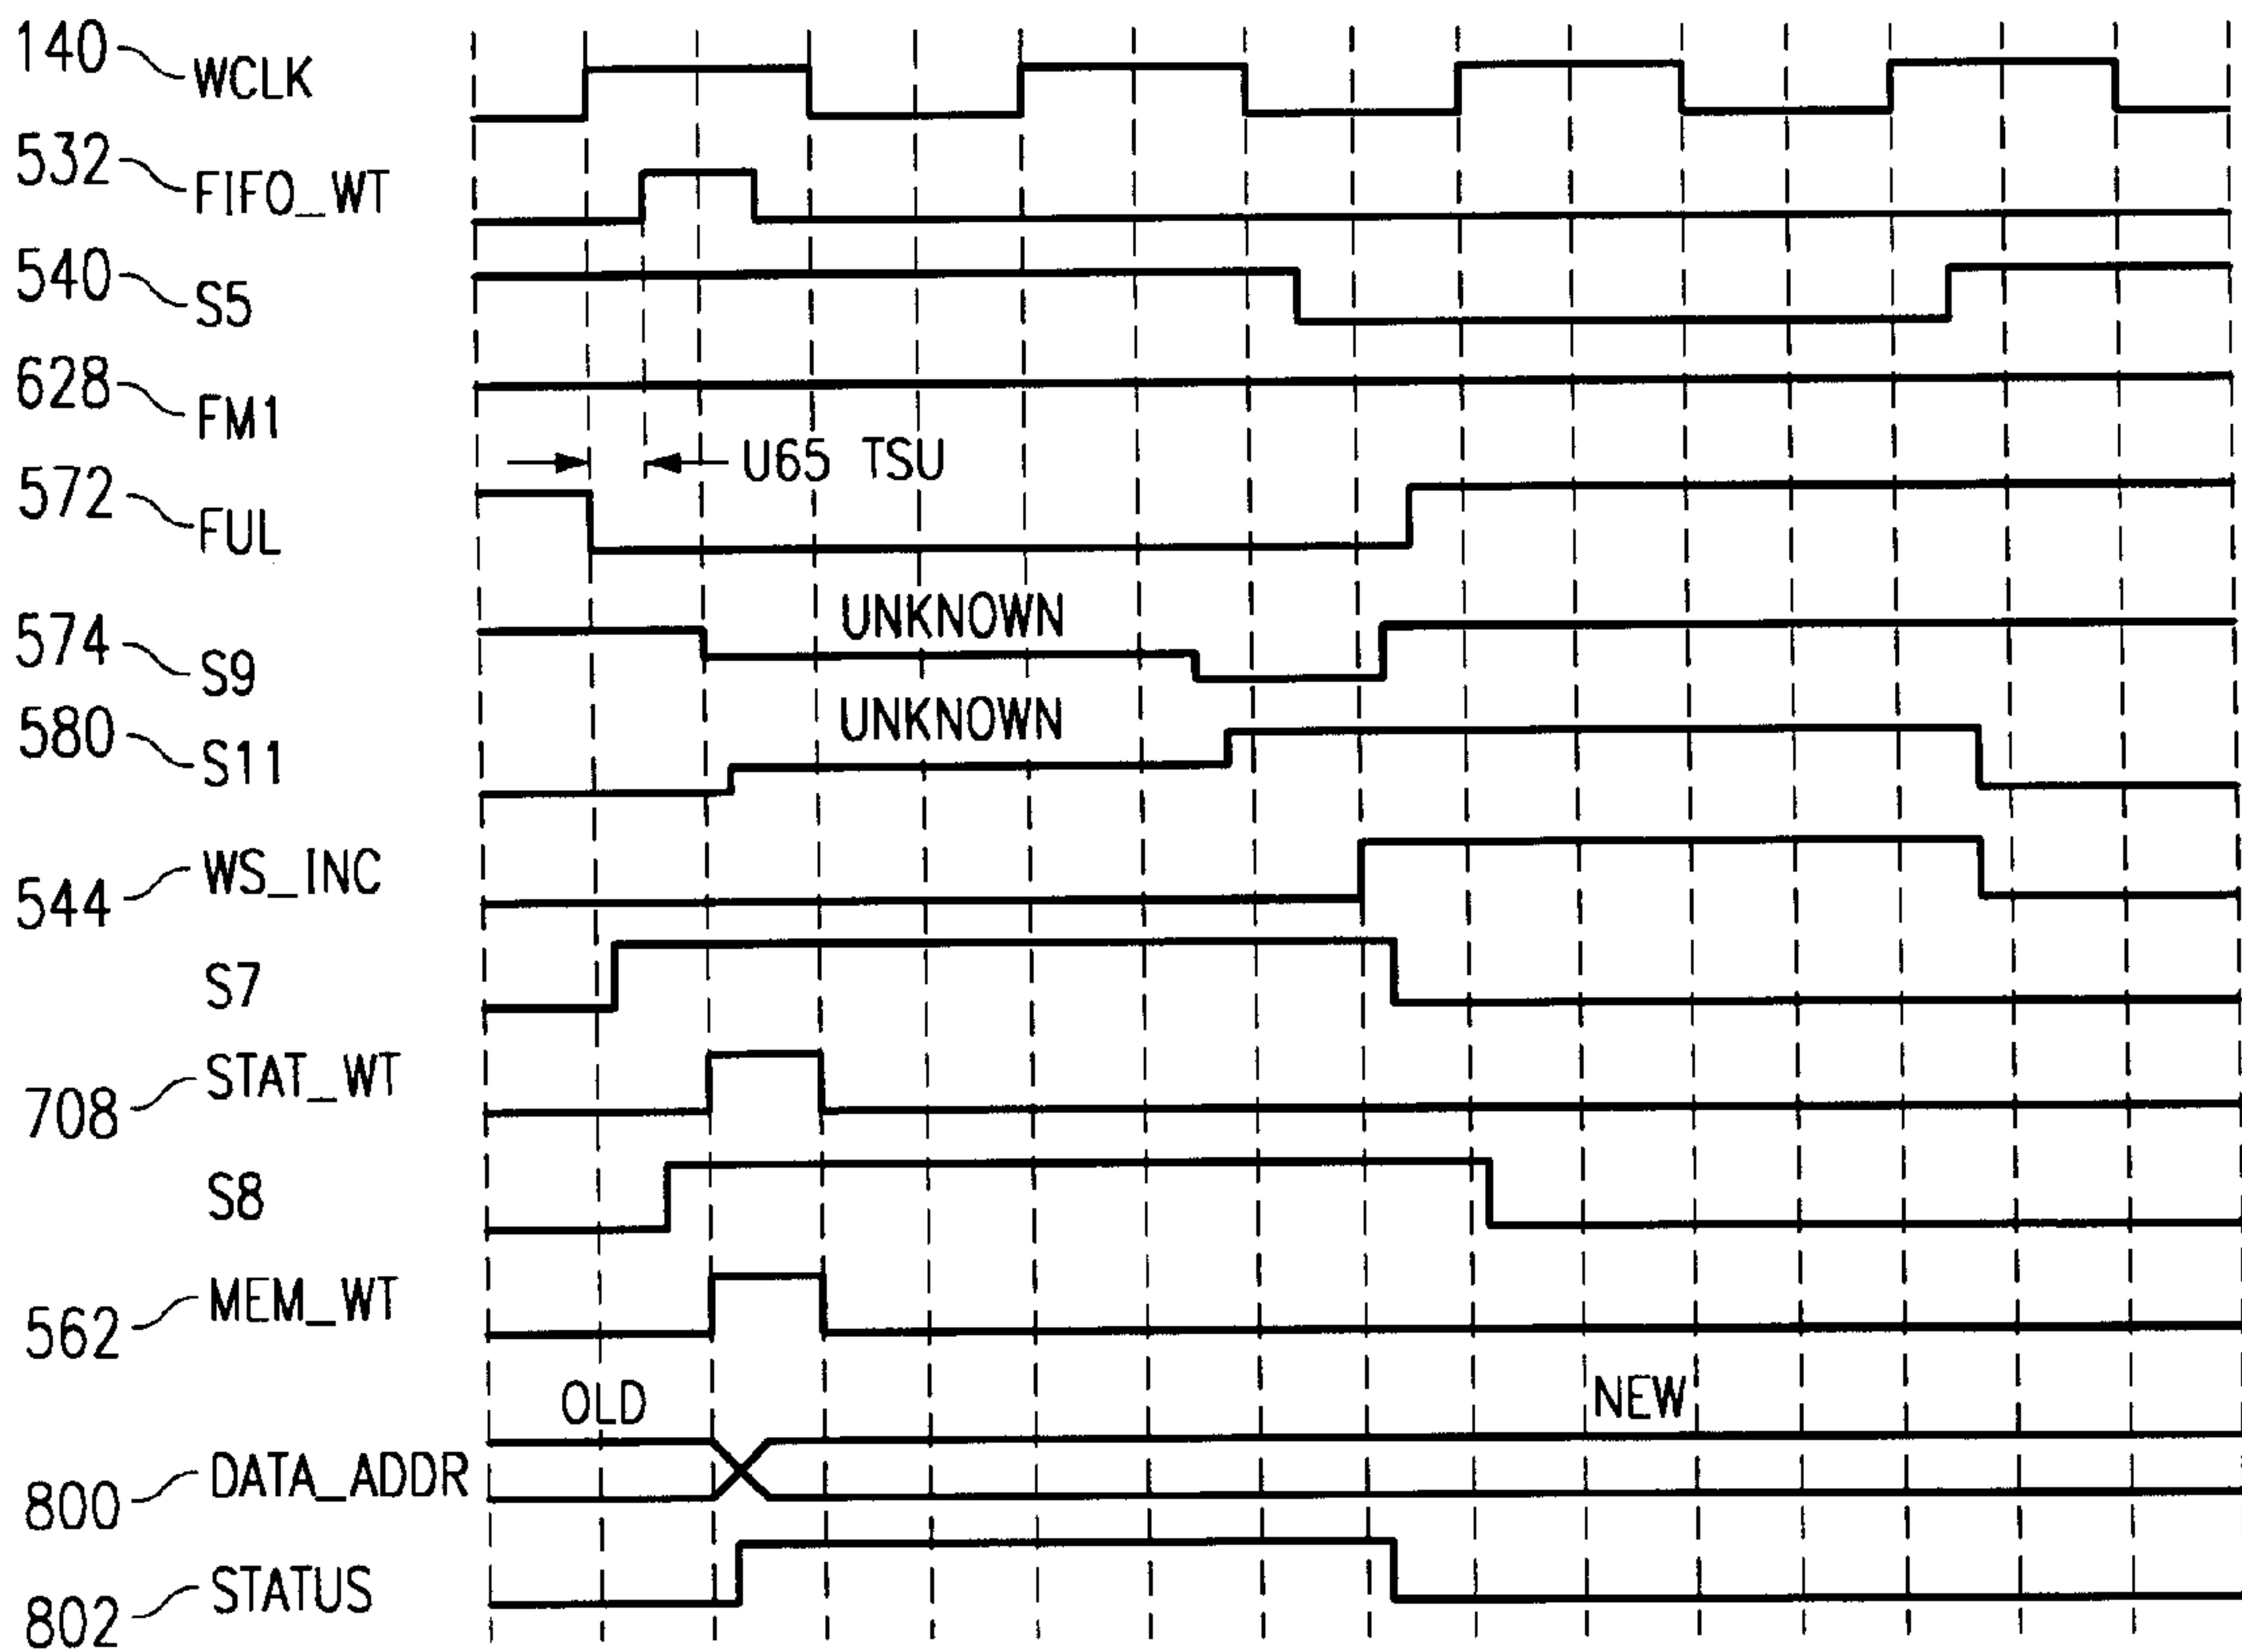 140 WCLK
532 FIFO_WT
540 S5
628 FM1
U65 TSU
572 FUL
UNKNOWN
574 S9
UNKNOWN
580 S11
544 WS_INC
S7
708 STAT_WT
S8
562 MEM_WT
OLD NEW
800 DATA_ADDR
802 STATUS